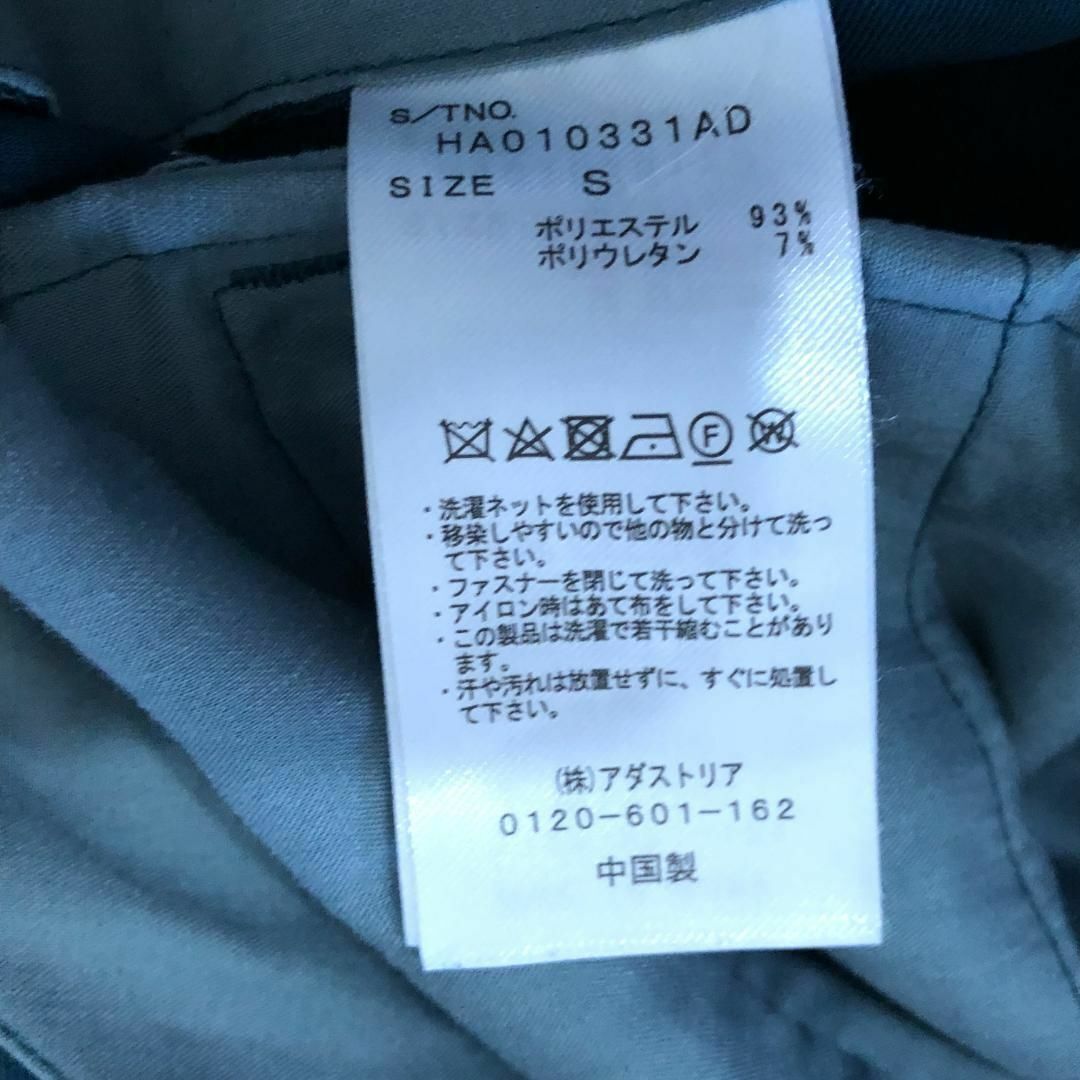 S/TNO.
HA010331AD
SIZE S
ポリエステル 93%
ポリウレタン 7%
F W
・洗濯ネットを使用して下さい。
・移染しやすいので他の物と分けて洗っ
て下さい。
・ファスナーを閉じて洗って下さい。
・アイロン時はあて布をして下さい。
・この製品は洗濯で若干縮むことがあり
ます。
・汗や汚れは放置せずに、すぐに処置し
て下さい。
(株)アダストリア
0120-601-162
中国製